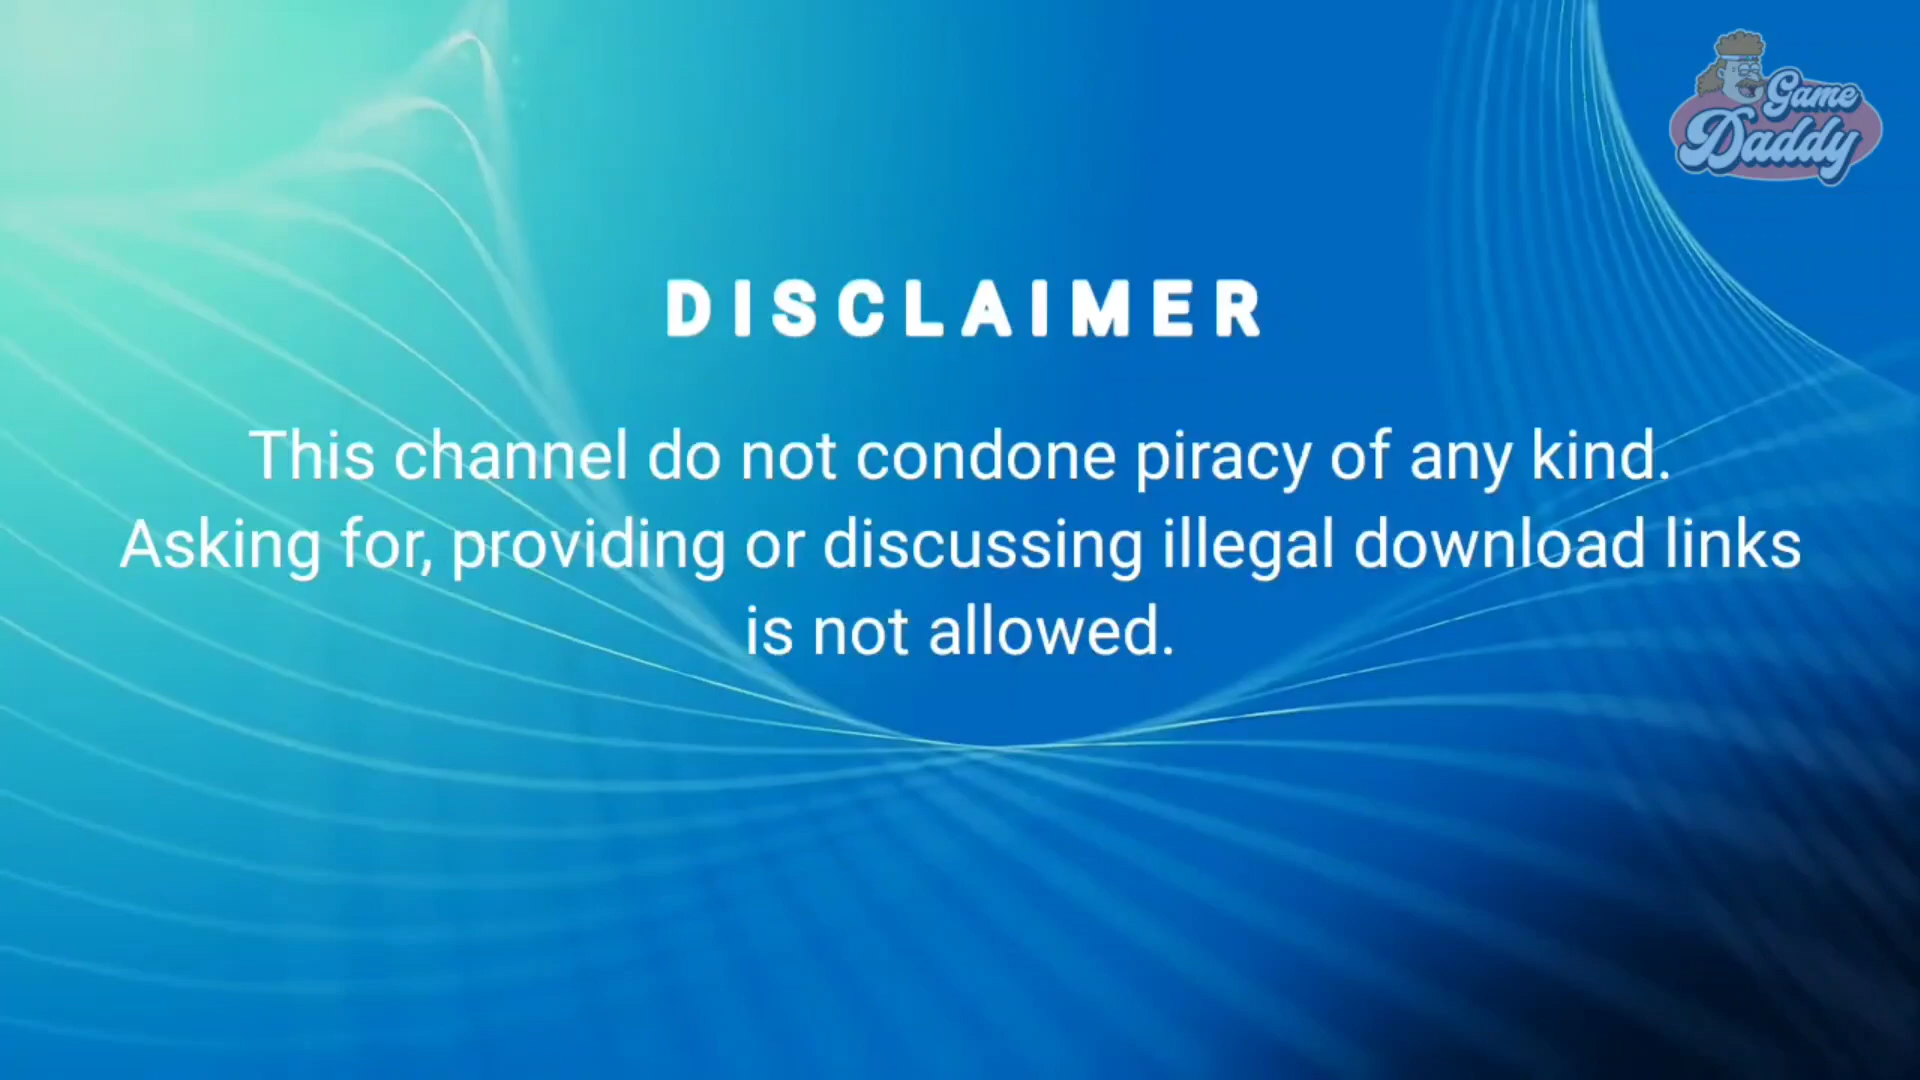 Game
Daddy
DISCLAIMER
This channel do not condone piracy of any kind.
Asking for, providing or discussing illegal download links
is not allowed.